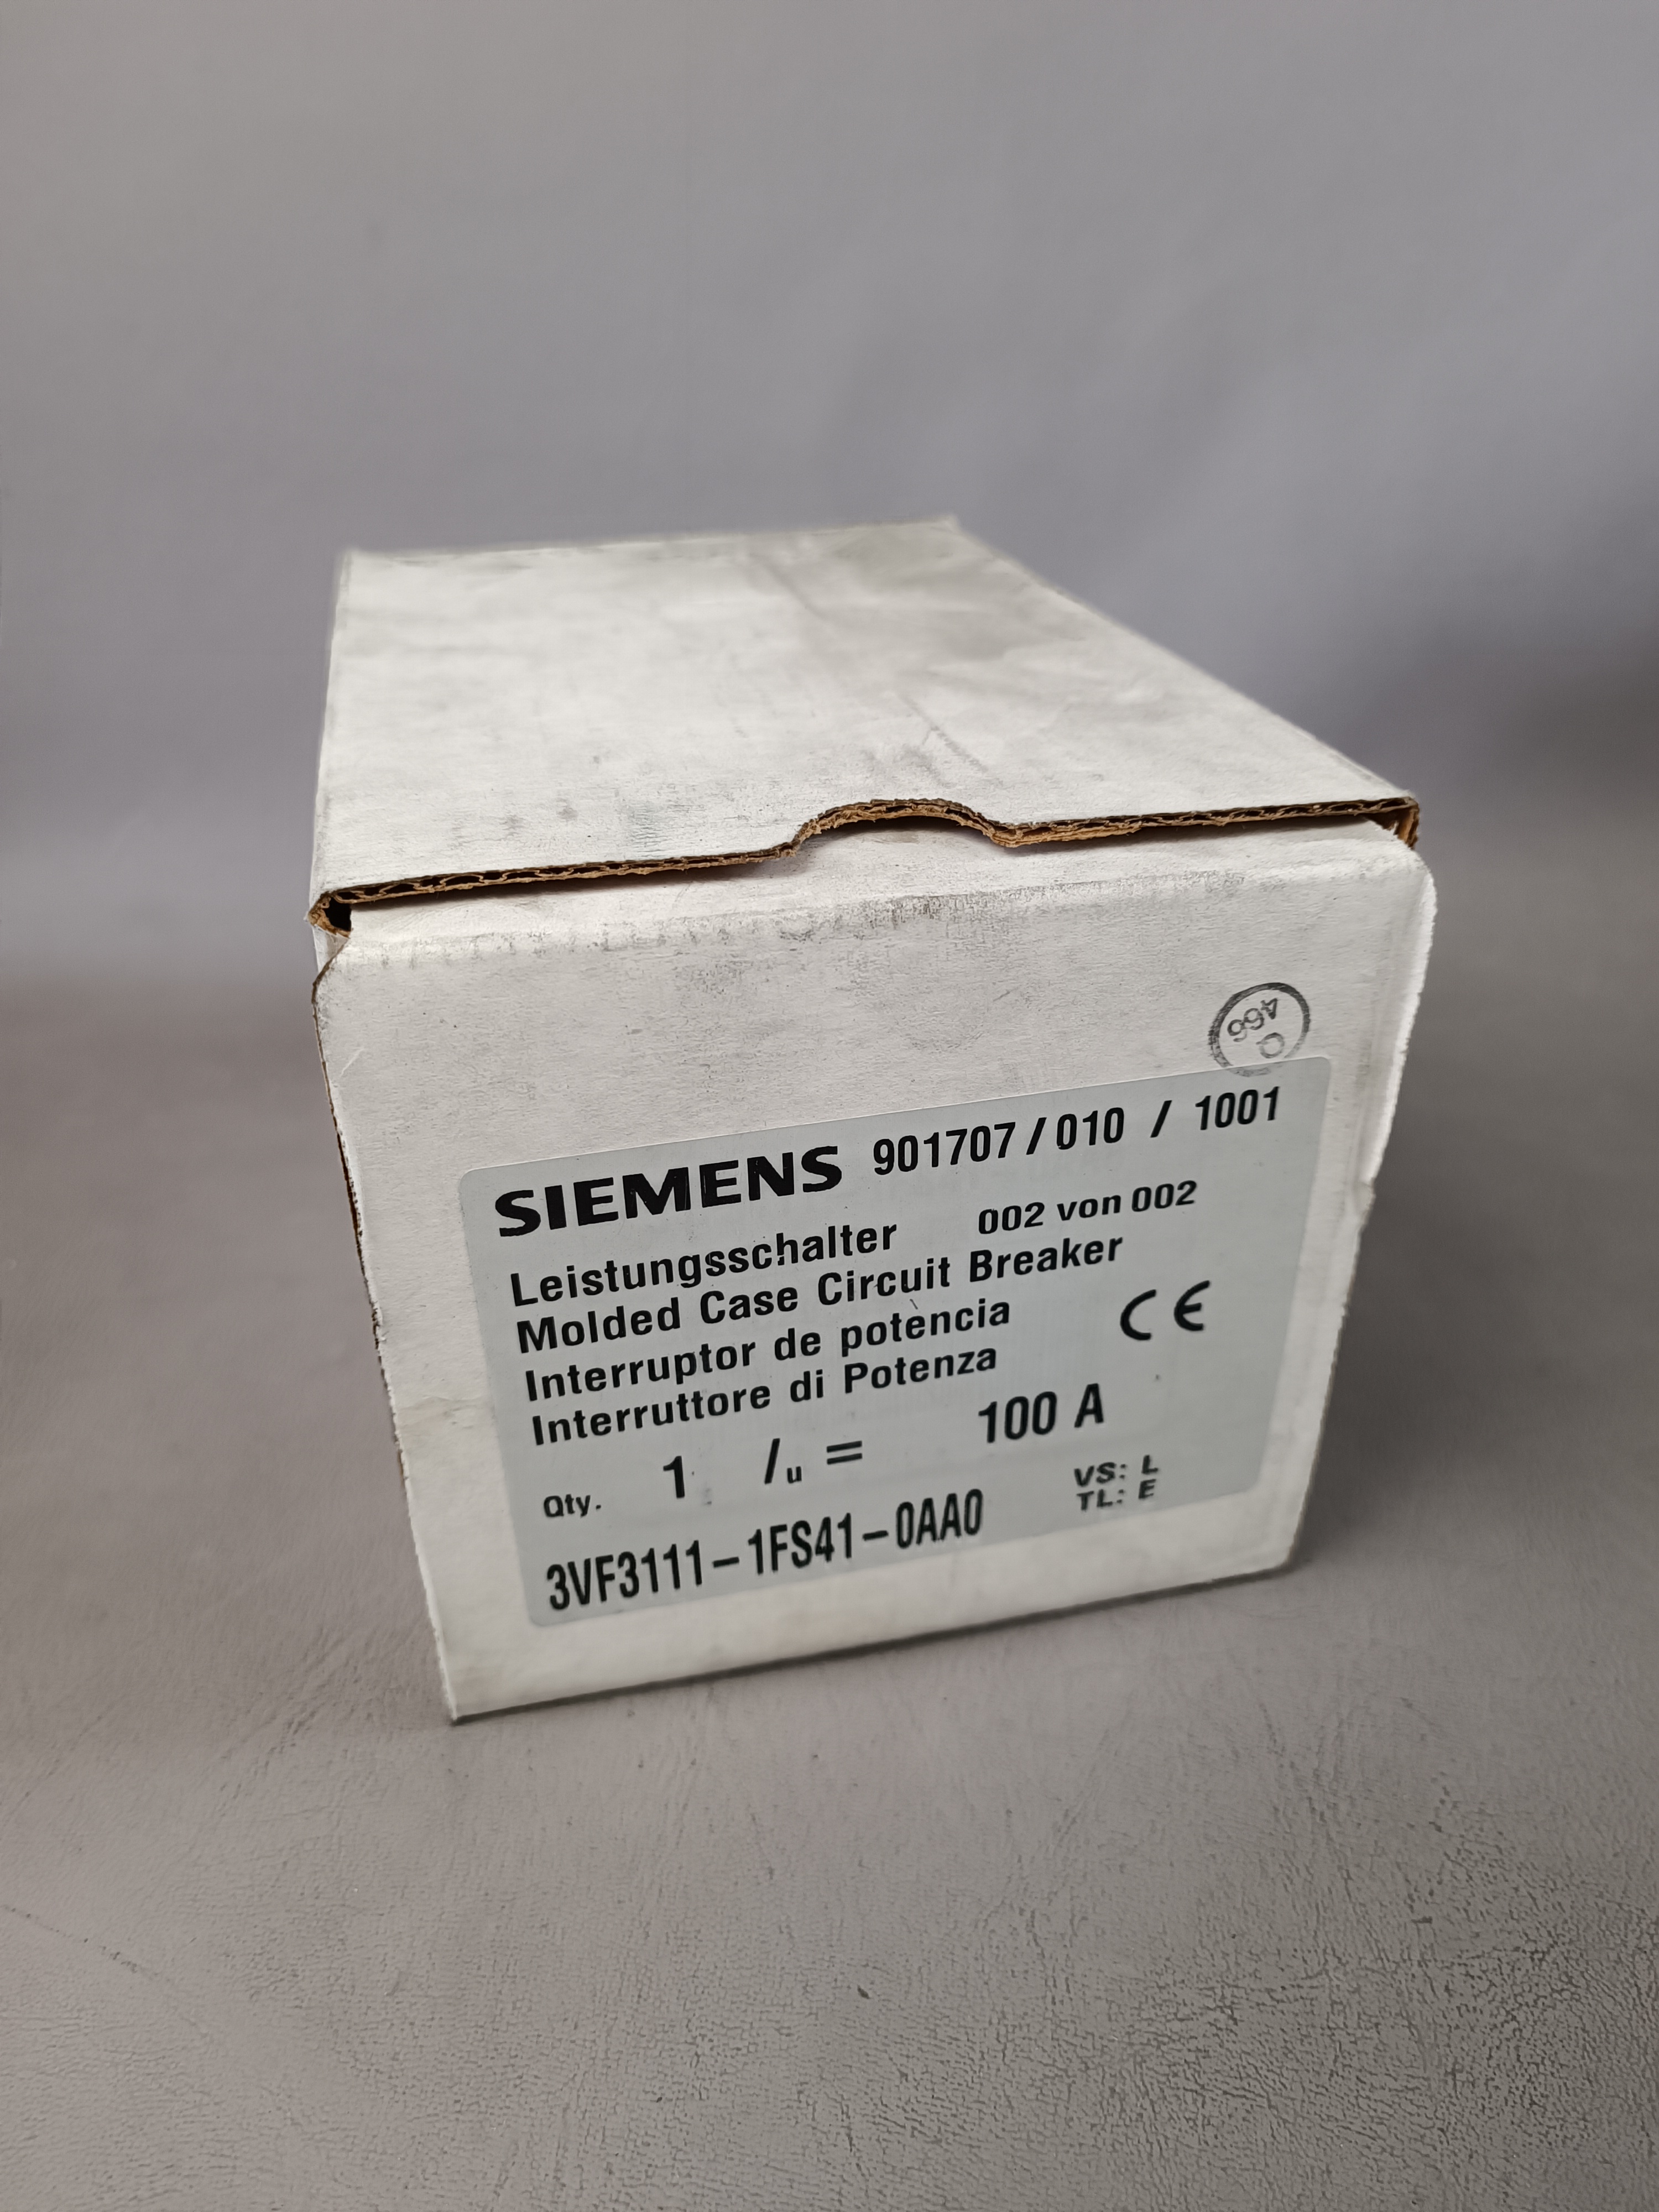 Q
466
SIEMENS 901707/010 / 1001
Leistungsschalter 002 von 002
Molded Case Circuit Breaker
Interruptor de potencia
Interruttore di Potenza
CE
Qty. 1 Iu = 100 A
VS: L
TL: E
3VF3111-1FS41-0AA0